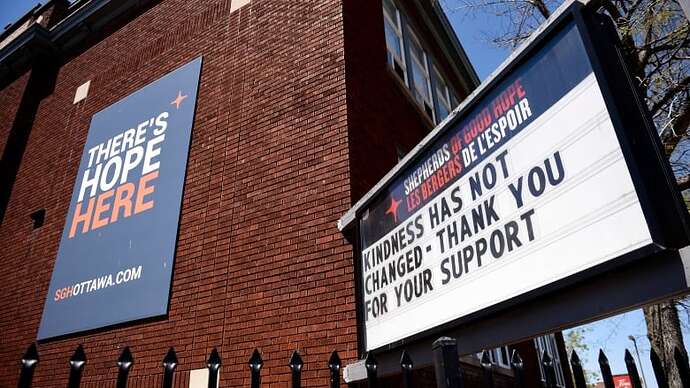 THERE'S
HOPE
HERE
SGHOTTAWA.COM
SHEPHERDS OF GOOD HOPE
LES BERGERS DE L'ESPOIR
KINDNESS HAS NOT
CHANGED - THANK YOU
FOR YOUR SUPPORT